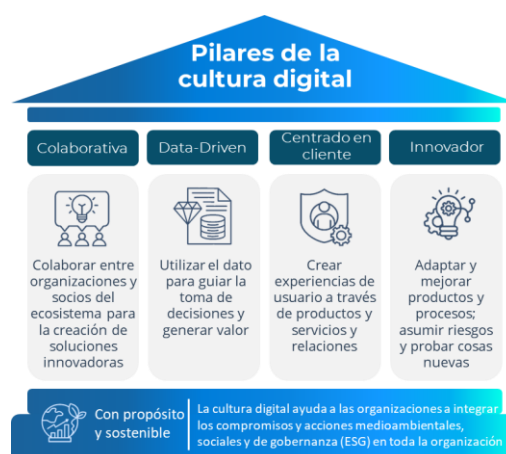 Pilares de la
cultura digital
Colaborativa
Data-Driven
Centrado en
cliente
Innovador
Colaborar entre
organizaciones y
socios del
ecosistema para
la creación de
soluciones
innovadoras
Utilizar el dato
para guiar la
toma de
decisiones y
generar valor
Crear
experiencias de
usuario a través
de productos y
servicios y
relaciones
Adaptar y
mejorar
productos y
procesos;
asumir riesgos
y probar cosas
nuevas
Con propósito
y sostenible
La cultura digital ayuda a las organizaciones a integrar
los compromisos y acciones medioambientales,
sociales y de gobernanza (ESG) en toda la organización